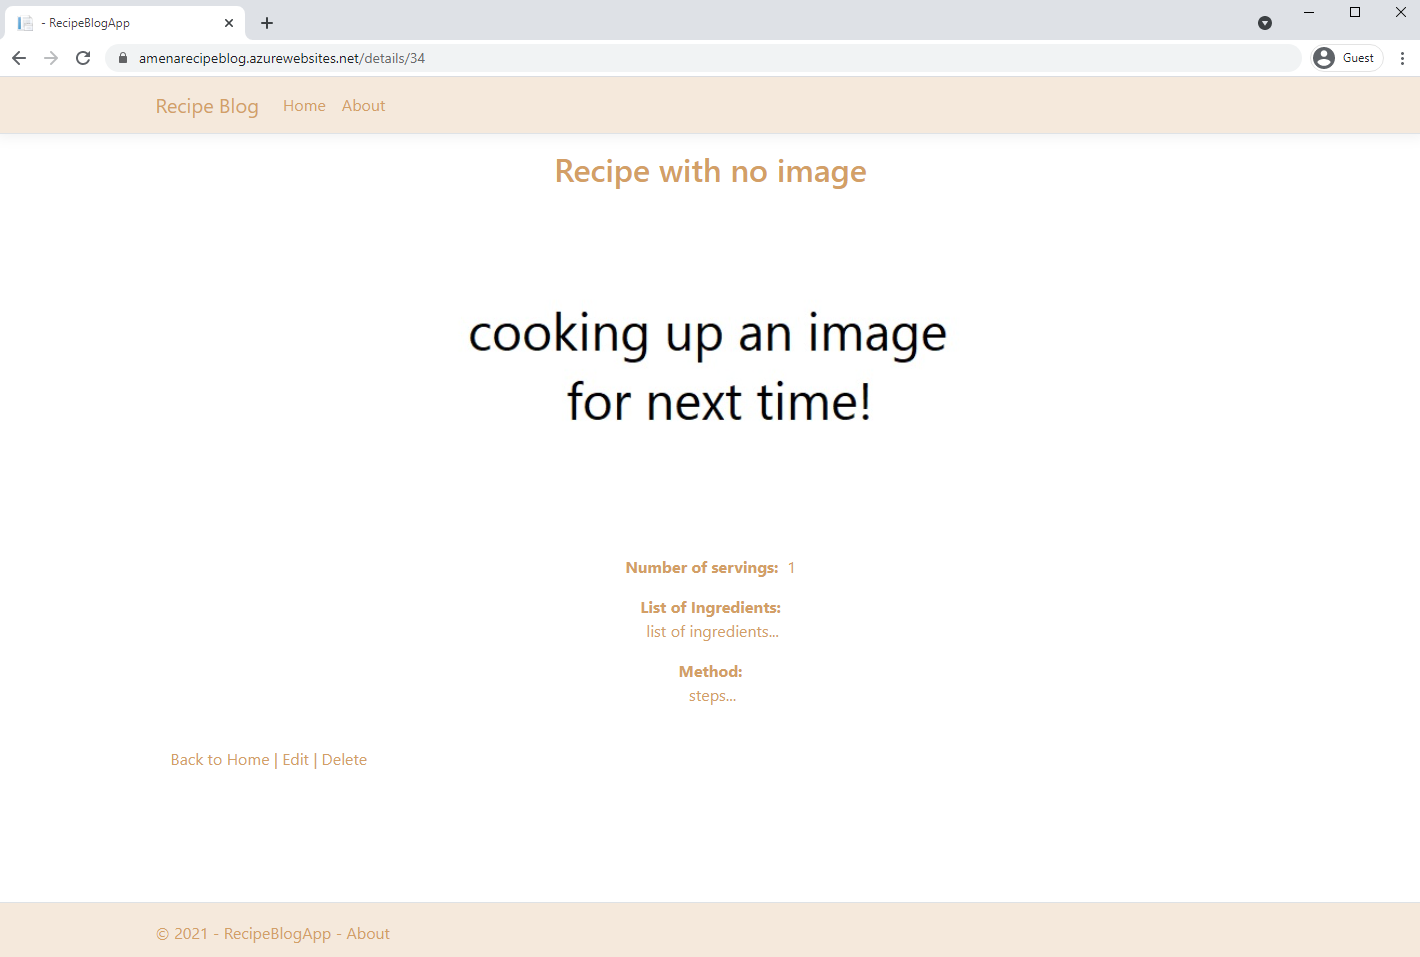 - RecipeBlogApp
amenarecipeblog.azurewebsites.net/details/34
Guest
Recipe Blog Home About
Recipe with no image
cooking up an image
for next time!
Number of servings: 1
List of Ingredients:
list of ingredients...
Method:
steps...
Back to Home | Edit | Delete
© 2021 - RecipeBlogApp - About